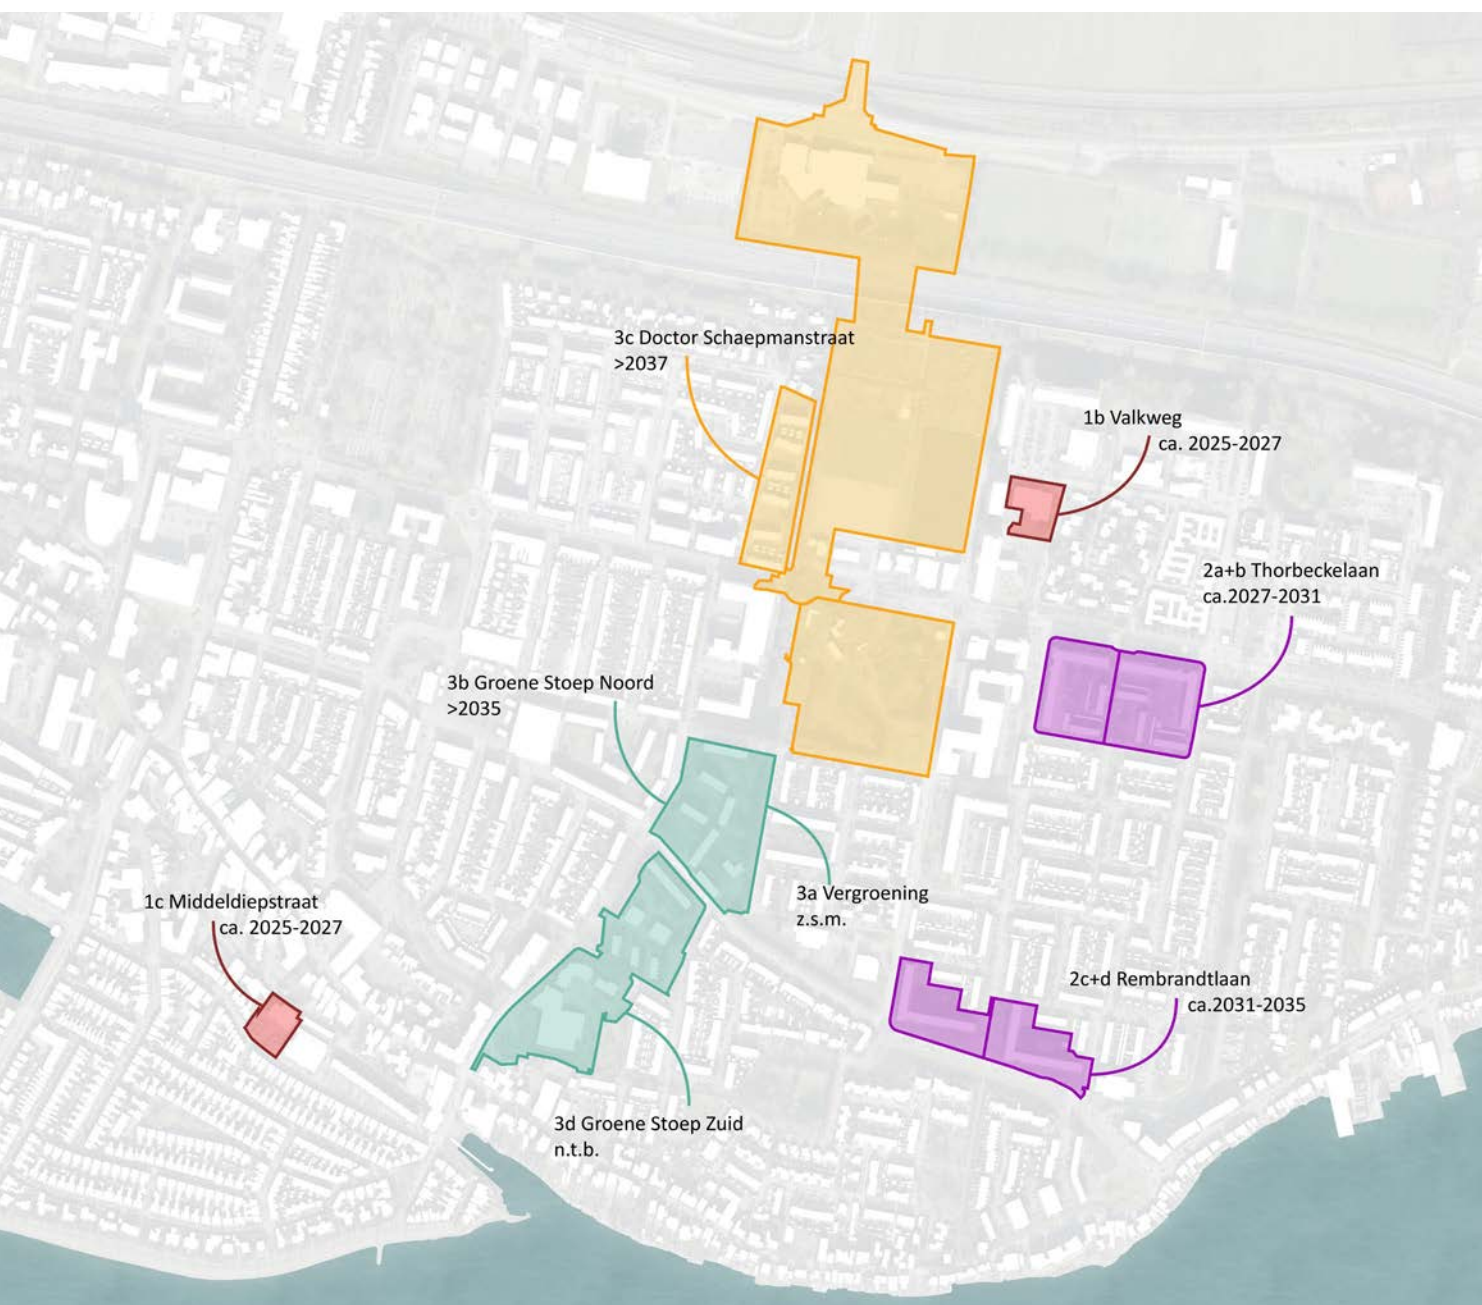 3c Doctor Schaepmanstraat
>2037
1b Valkweg
ca. 2025-2027
2a+b Thorbeckelaan
ca.2027-2031
3b Groene Stoep Noord
>2035
3a Vergroening
z.s.m.
1c Middeldiepstraat
ca. 2025-2027
2c+d Rembrandtlaan
ca.2031-2035
3d Groene Stoep Zuid
n.t.b.